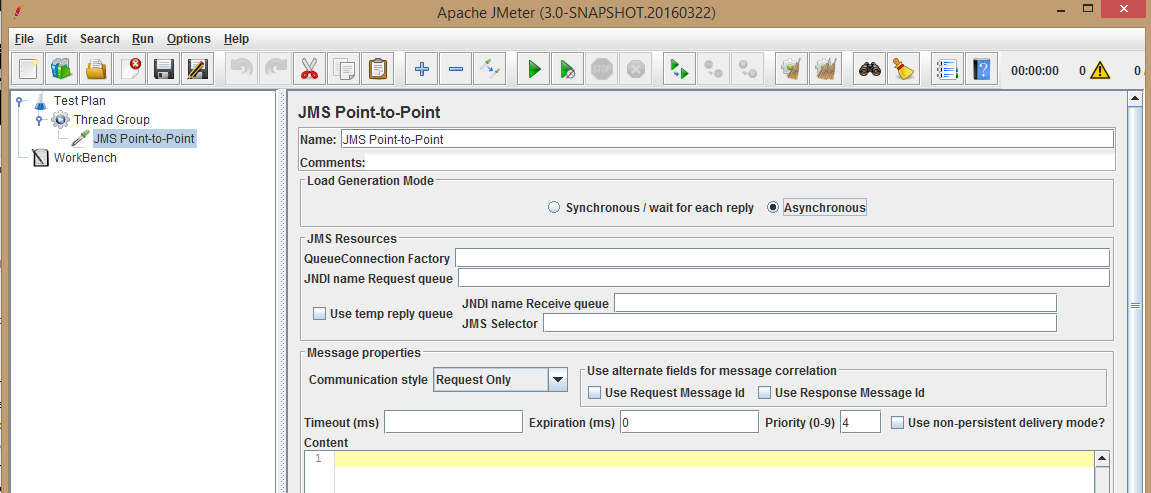 Apache JMeter (3.0-SNAPSHOT.20160322)
File Edit Search Run Options Help
00:00:00 0 0 /
Test Plan
Thread Group
JMS Point-to-Point
WorkBench
JMS Point-to-Point
Name: JMS Point-to-Point
Comments:
Load Generation Mode
Synchronous / wait for each reply Asynchronous
JMS Resources
QueueConnection Factory
JNDI name Request queue
Use temp reply queue
JNDI name Receive queue
JMS Selector
Message properties
Communication style Request Only
Use alternate fields for message correlation
Use Request Message Id Use Response Message Id
Timeout (ms) Expiration (ms) 0 Priority (0-9) 4 Use non-persistent delivery mode?
Content
1